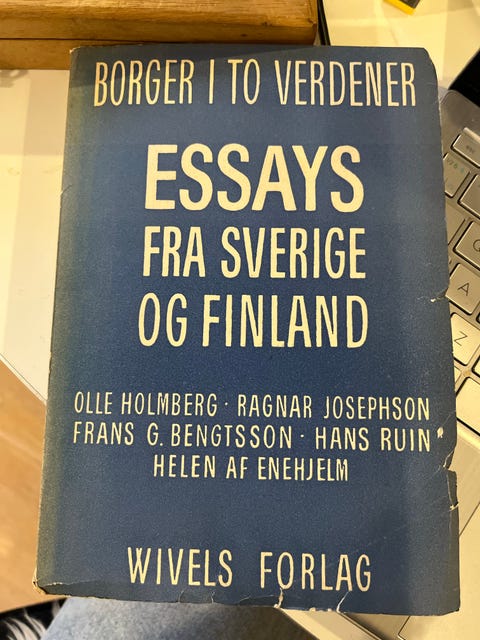 BORGER I TO VERDENER
ESSAYS
FRA SVERIGE
OG FINLAND
OLLE HOLMBERG · RAGNAR JOSEPHSON
FRANS G. BENGTSSON · HANS RUIN
HELEN AF ENEHJELM
WIVELS FORLAG
Q
A
Z